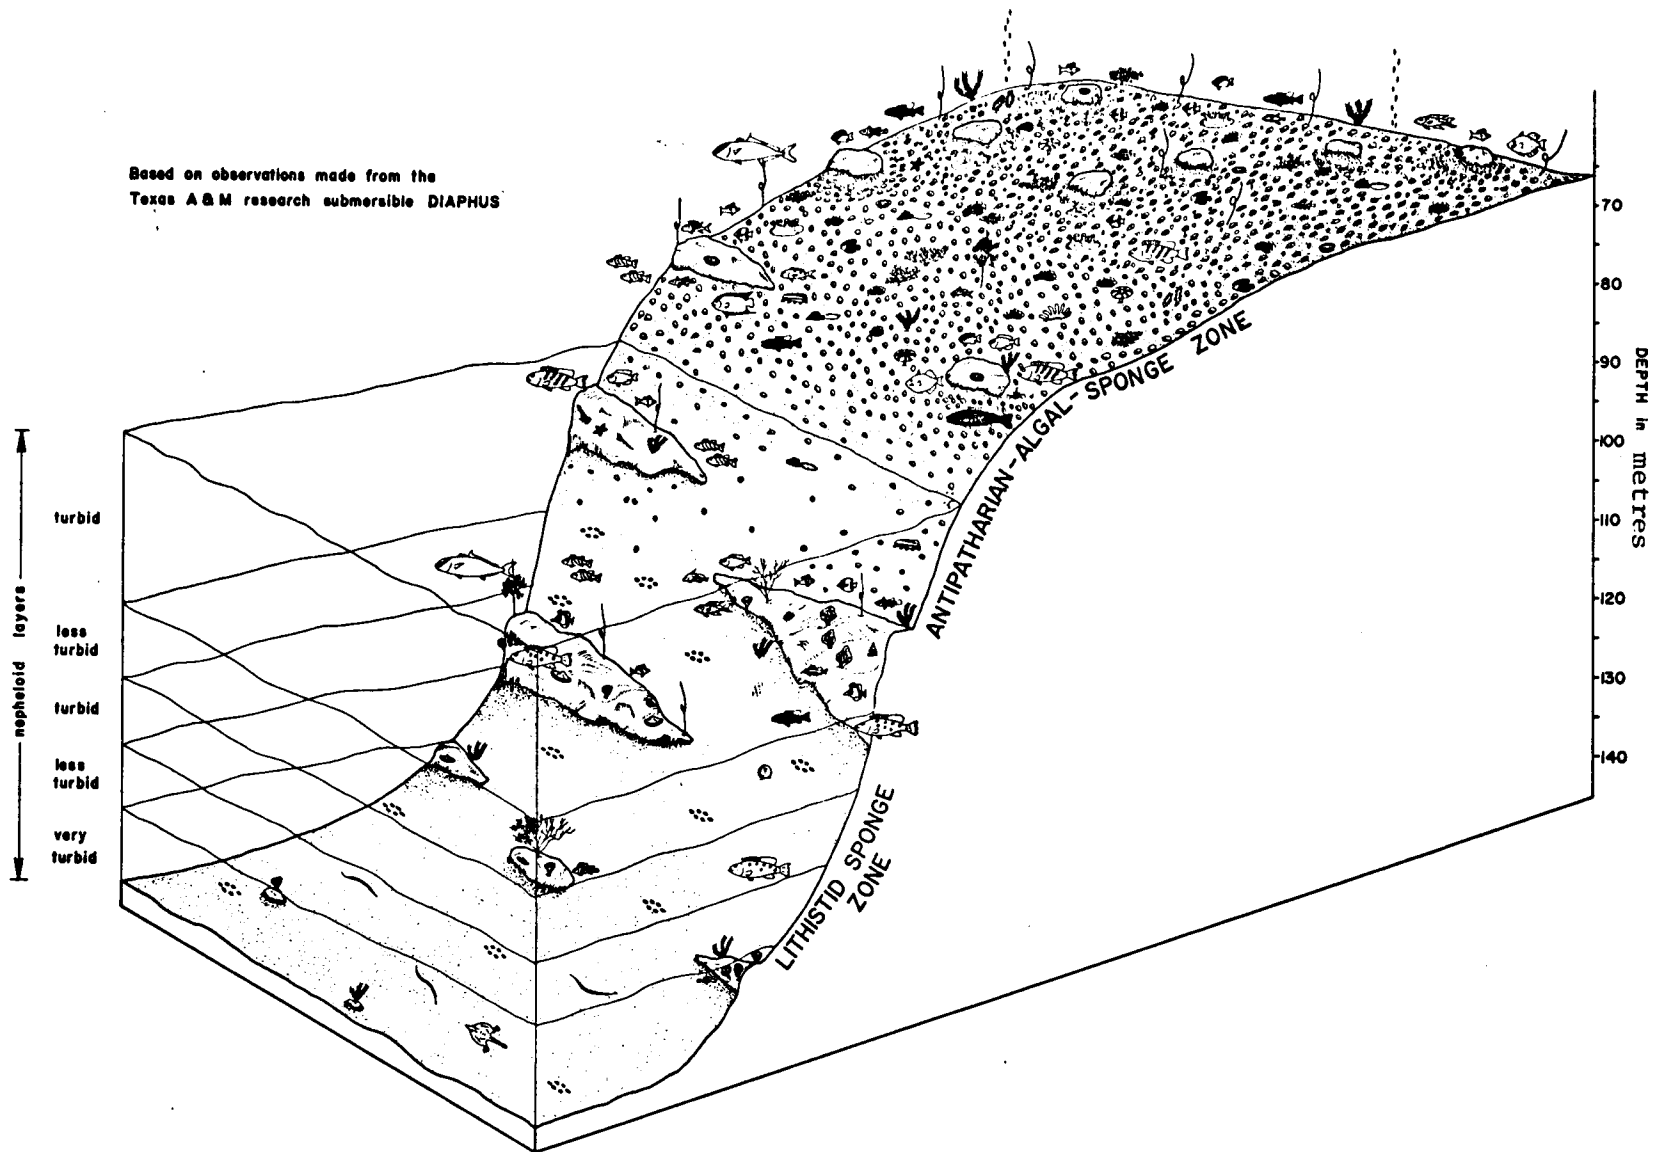 Based on observations made from the
Texas A & M research submersible DIAPHUS
nepheloid layers
turbid
less
turbid
turbid
less
turbid
very
turbid
ANTIPATHARIAN-ALGAL-SPONGE ZONE
LITHISTID SPONGE
ZONE
70
80
90
100
110
120
130
140
DEPTH in metres